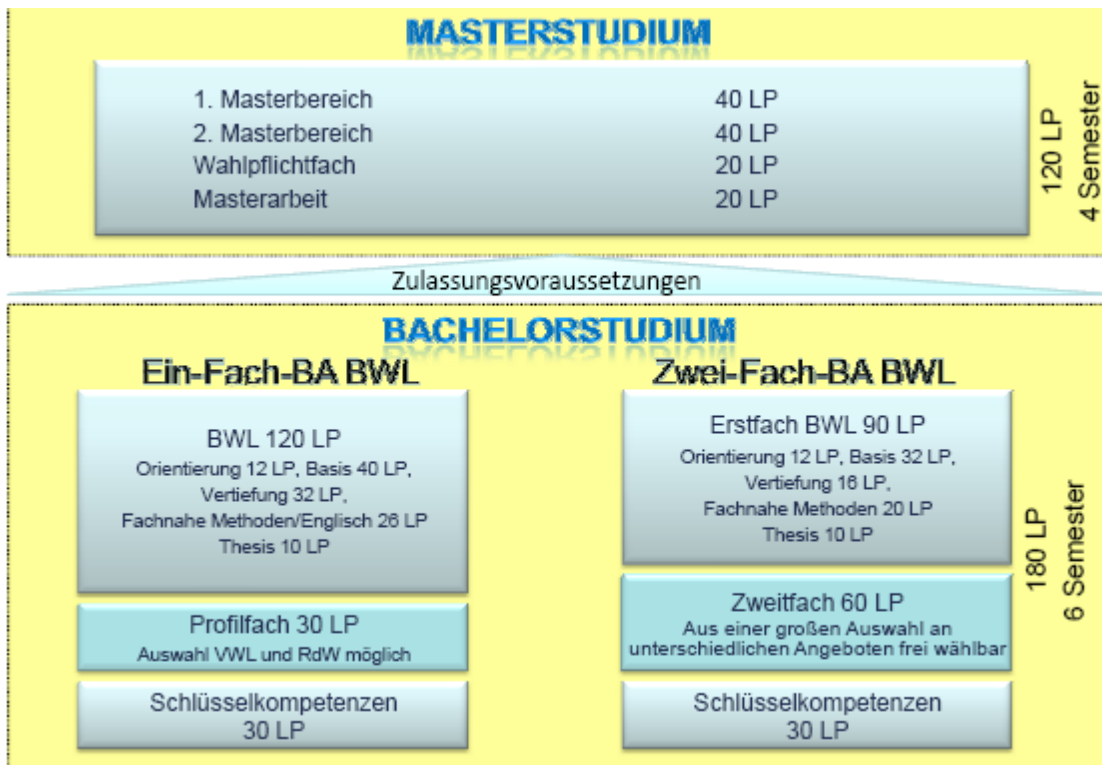 MASTERSTUDIUM
1. Masterbereich 40 LP
2. Masterbereich 40 LP
Wahlpflichtfach 20 LP
Masterarbeit 20 LP
120 LP
4 Semester
Zulassungsvoraussetzungen
BACHELORSTUDIUM
Ein-Fach-BA BWL
BWL 120 LP
Orientierung 12 LP, Basis 40 LP,
Vertiefung 32 LP,
Fachnahe Methoden/Englisch 26 LP
Thesis 10 LP
Profilfach 30 LP
Auswahl VWL und RdW möglich
Schlüsselkompetenzen
30 LP
Zwei-Fach-BA BWL
Erstfach BWL 90 LP
Orientierung 12 LP, Basis 32 LP,
Vertiefung 16 LP,
Fachnahe Methoden 20 LP
Thesis 10 LP
Zweitfach 60 LP
Aus einer großen Auswahl an
unterschiedlichen Angeboten frei wählbar
Schlüsselkompetenzen
30 LP
180 LP
6 Semester